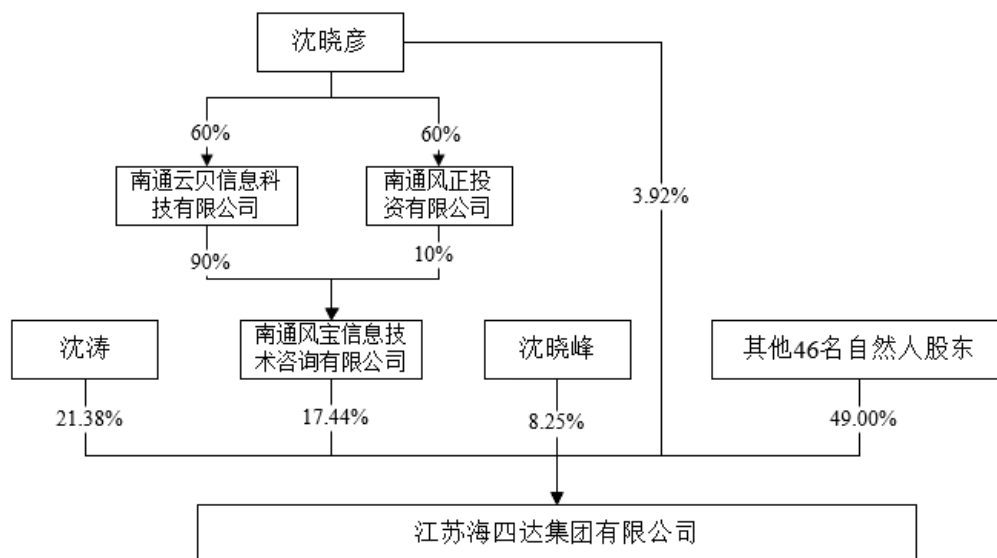 沈晓彦
60%
60%
南通云贝信息科
技有限公司
南通风正投
资有限公司
3.92%
90%
10%
沈涛
南通风宝信息技
术咨询有限公司
沈晓峰
其他46名自然人股东
21.38%
17.44%
8.25%
49.00%
江苏海四达集团有限公司